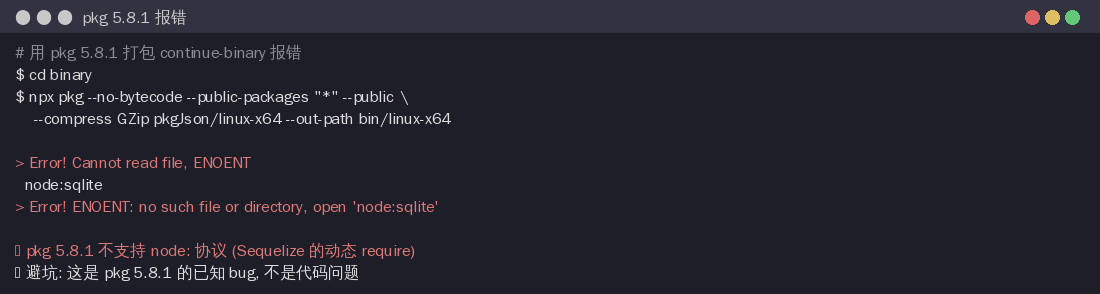 pkg 5.8.1 报错
# 用 pkg 5.8.1 打包 continue-binary 报错
$ cd binary
$ npx pkg --no-bytecode --public-packages "*" --public \
--compress GZip pkgJson/linux-x64 --out-path bin/linux-x64
> Error! Cannot read file, ENOENT
node:sqlite
> Error! ENOENT: no such file or directory, open 'node:sqlite'
pkg 5.8.1 不支持 node: 协议 (Sequelize 的动态 require)
避坑: 这是 pkg 5.8.1 的已知 bug, 不是代码问题